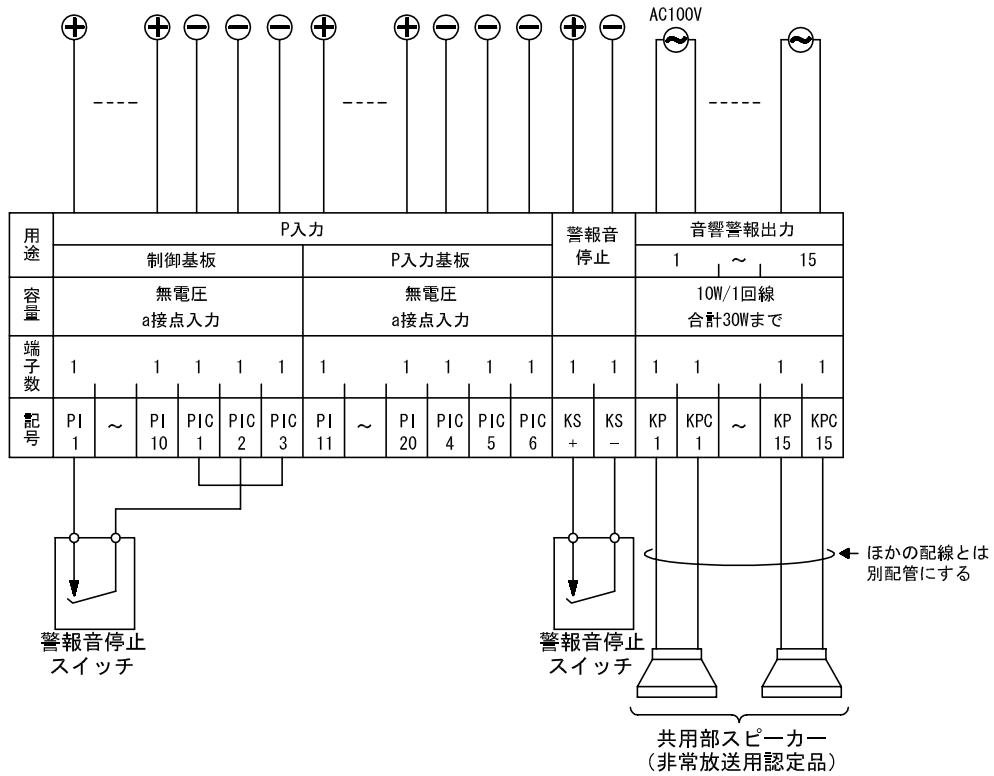 AC100V
用途
P入力
警報音
停止
音響警報出力
制御基板
P入力基板
1 ～ 15
容量
無電圧
a接点入力
無電圧
a接点入力
10W/1回線
合計30Wまで
端子数
1 1 1 1 1 1 1 1 1 1 1 1 1 1 1 1
記号
PI 1 ～ PI 10 PIC 1 PIC 2 PIC 3 PI 11 ～ PI 20 PIC 4 PIC 5 PIC 6 KS + KS － KP 1 KPC 1 ～ KP 15 KPC 15
ほかの配線とは
別配管にする
警報音停止
スイッチ
警報音停止
スイッチ
共用部スピーカー
（非常放送用認定品）